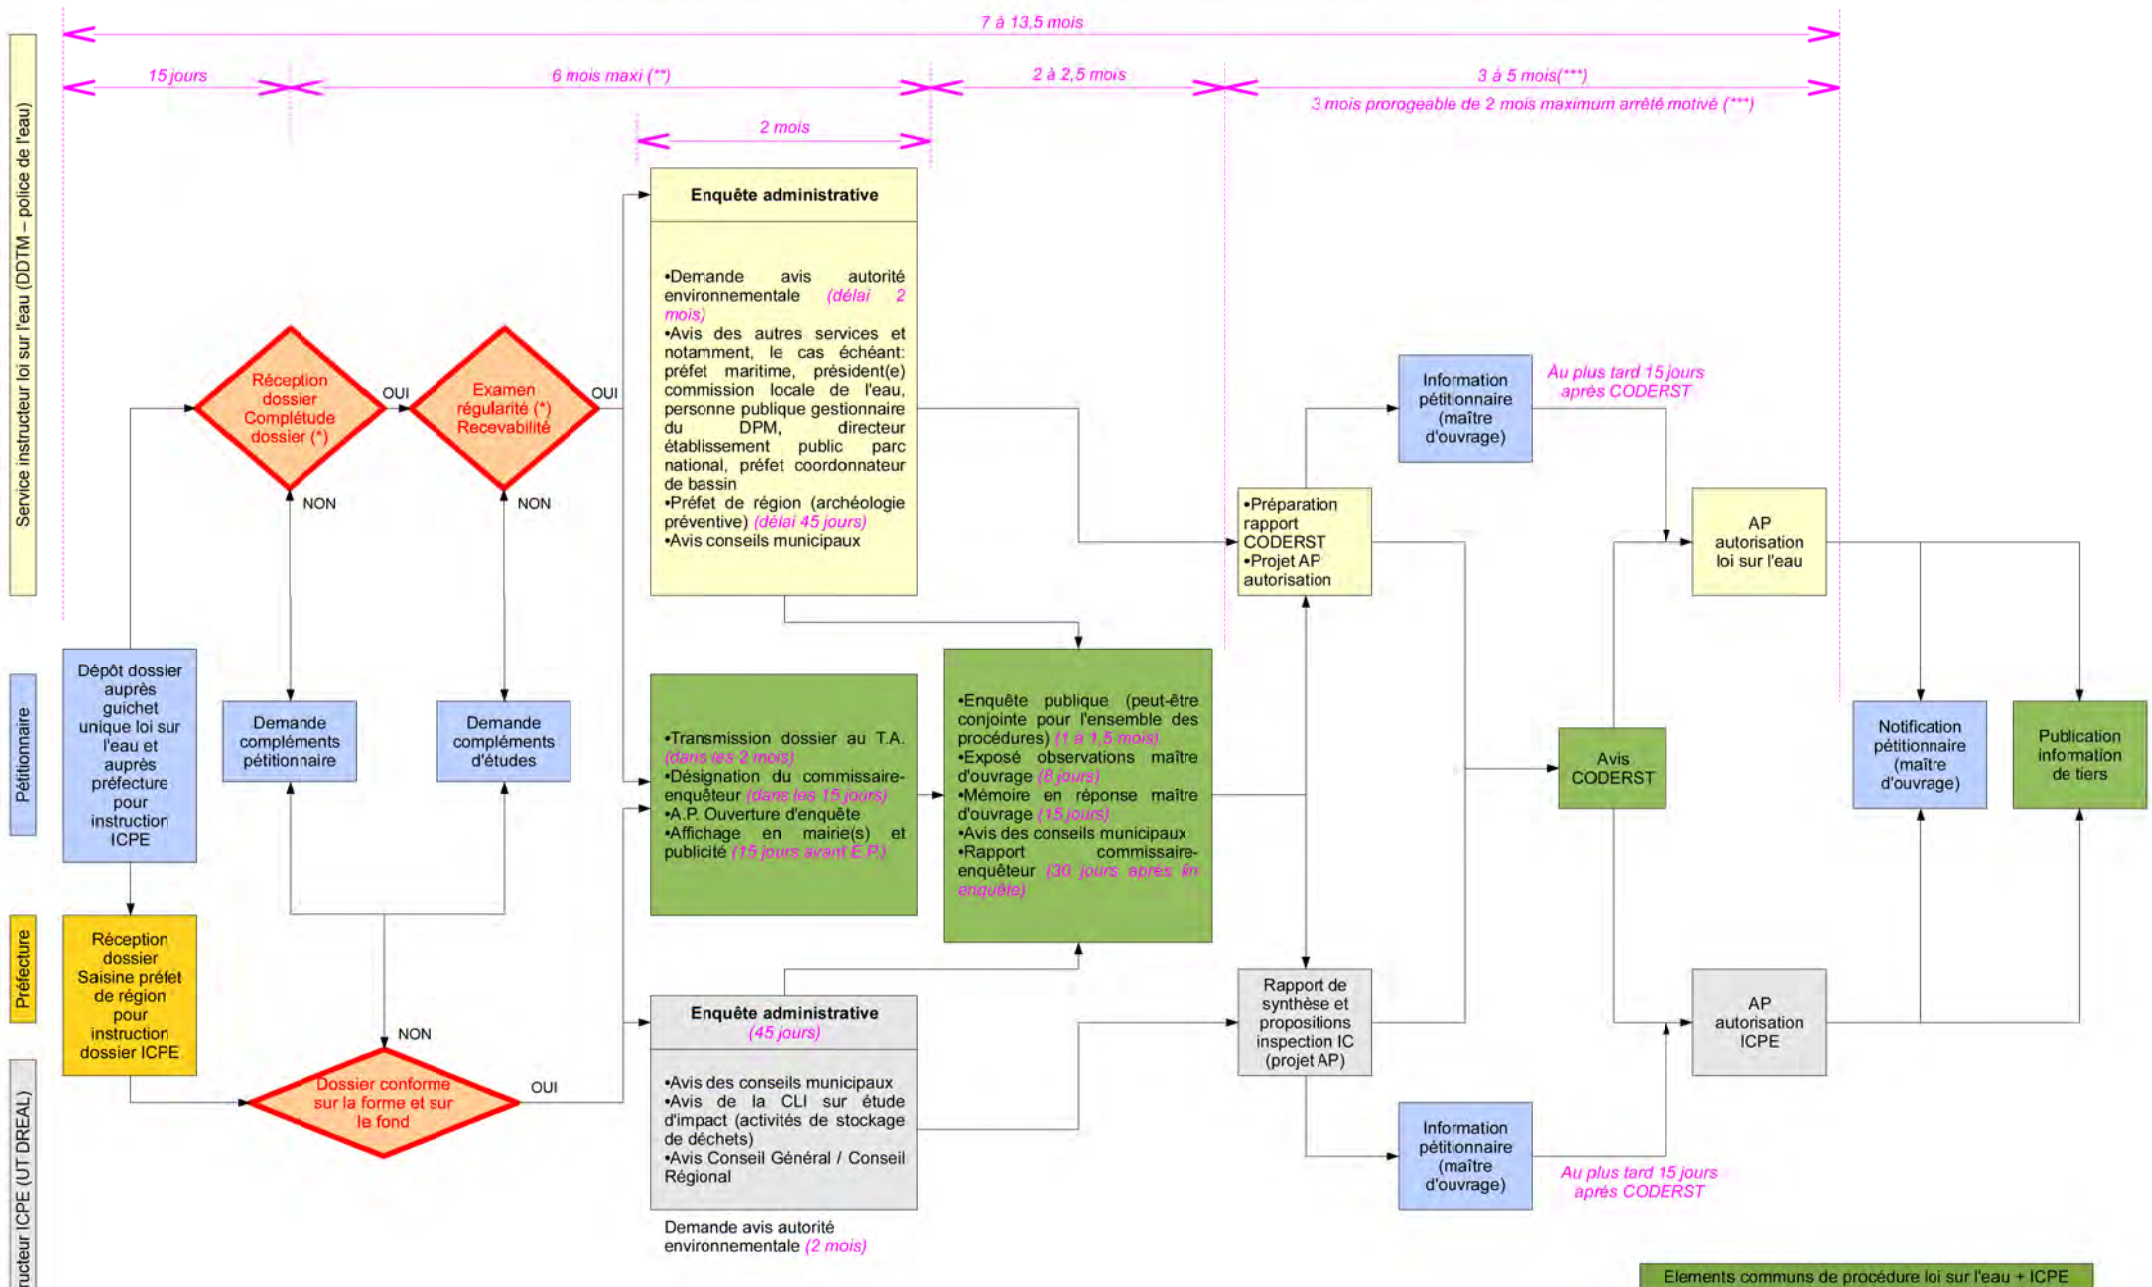 7 à 13,5 mois
15 jours
6 mois maxi (**)
2 à 2,5 mois
3 à 5 mois(***)
3 mois prorogeable de 2 mois maximum arrêté motivé (***)
2 mois
Service instructeur loi sur l'eau (DDTM – police de l'eau)
Réception
dossier
Complétude
dossier (*)
OUI
NON
Examen
régularité (*)
Recevabilité
OUI
NON
Enquête administrative
•Demande avis autorité
environnementale (délai 2
mois)
•Avis des autres services et
notamment, le cas échéant:
préfet maritime, président(e)
commission locale de l'eau,
personne publique gestionnaire
du DPM, directeur
établissement public parc
national, préfet coordonnateur
de bassin
•Préfet de région (archéologie
préventive) (délai 45 jours)
•Avis conseils municipaux
•Préparation
rapport
CODERST
•Projet AP
autorisation
Information
pétitionnaire
(maître
d'ouvrage)
Au plus tard 15 jours
après CODERST
AP
autorisation
loi sur l'eau
Pétitionnaire
Dépôt dossier
auprès
guichet
unique loi sur
l'eau et
auprès
préfecture
pour
instruction
ICPE
Demande
compléments
pétitionnaire
Demande
compléments
d'études
•Transmission dossier au T.A.
(dans les 2 mois)
•Désignation du commissaire-
enquêteur (dans les 15 jours)
•A.P. Ouverture d'enquête
•Affichage en mairie(s) et
publicité (15 jours avant E.P.)
•Enquête publique (peut-être
conjointe pour l'ensemble des
procédures) (1 à 1,5 mois)
•Exposé observations maître
d'ouvrage (8 jours)
•Mémoire en réponse maître
d'ouvrage (15 jours)
•Avis des conseils municipaux
•Rapport commissaire-
enquêteur (30 jours après fin
enquête)
Avis
CODERST
Notification
pétitionnaire
(maître
d'ouvrage)
Publication
information
de tiers
Préfecture
Réception
dossier
Saisine préfet
de région
pour
instruction
dossier ICPE
NON
Dossier conforme
sur la forme et sur
le fond
OUI
Enquête administrative
(45 jours)
•Avis des conseils municipaux
•Avis de la CLI sur étude
d'impact (activités de stockage
de déchets)
•Avis Conseil Général / Conseil
Régional
Demande avis autorité
environnementale (2 mois)
Rapport de
synthèse et
propositions
inspection IC
(projet AP)
AP
autorisation
ICPE
Information
pétitionnaire
(maître
d'ouvrage)
Au plus tard 15 jours
après CODERST
ructeur ICPE (UT DREAL)
Elements communs de procédure loi sur l'eau + ICPE